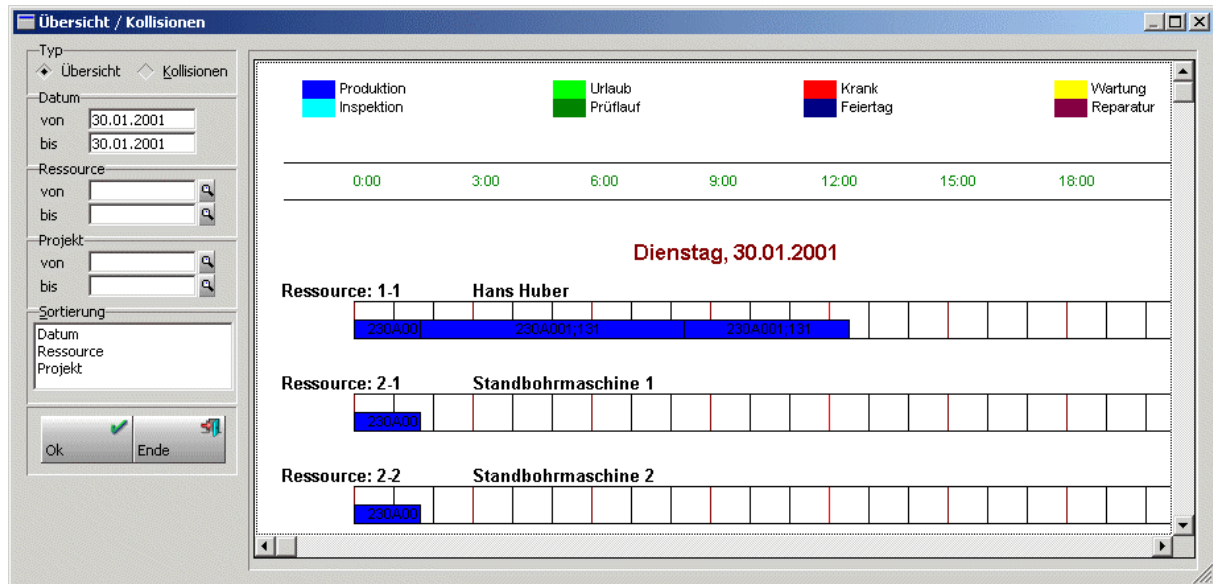 Übersicht / Kollisionen
Typ
Übersicht Kollisionen
Datum
von 30.01.2001
bis 30.01.2001
Ressource
von
bis
Projekt
von
bis
Sortierung
Datum
Ressource
Projekt
Ok Ende
Produktion Urlaub Krank Wartung
Inspektion Prüflauf Feiertag Reparatur
0:00 3:00 6:00 9:00 12:00 15:00 18:00
Dienstag, 30.01.2001
Ressource: 1-1 Hans Huber
230A00 230A001;131 230A001;131
Ressource: 2-1 Standbohrmaschine 1
230A00
Ressource: 2-2 Standbohrmaschine 2
230A00